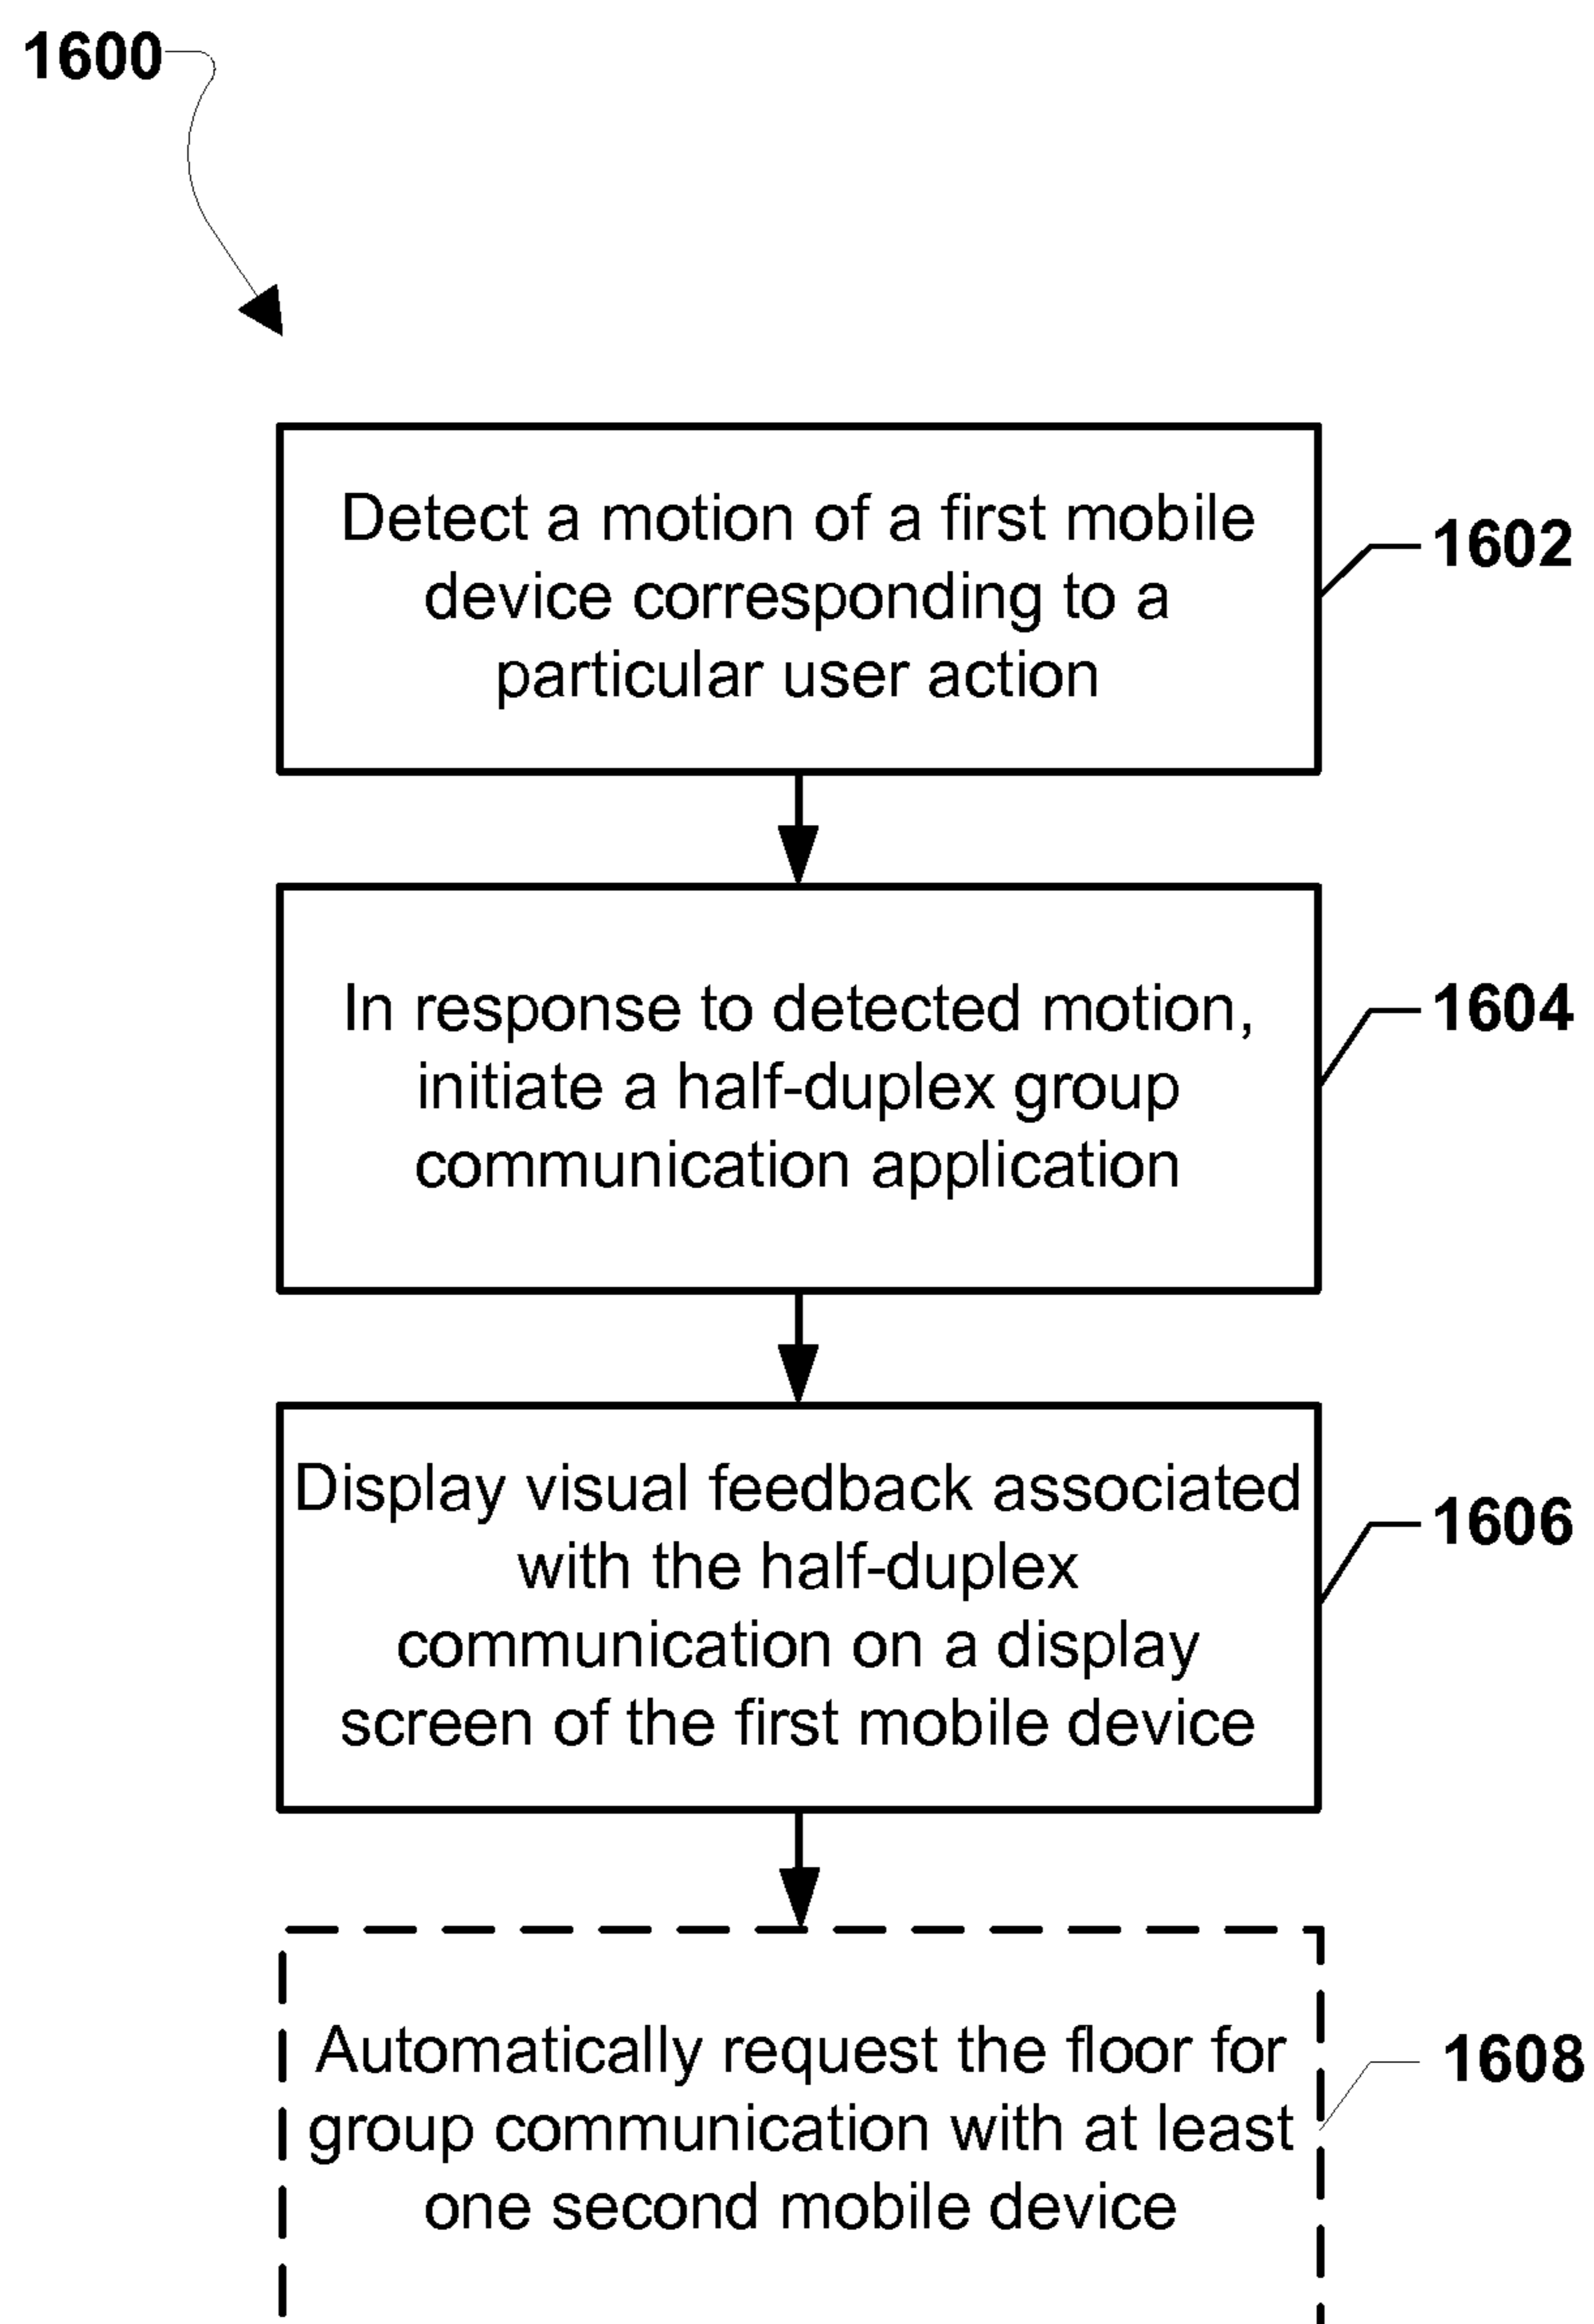 1600
Detect a motion of a first mobile
device corresponding to a
particular user action
1602
In response to detected motion,
initiate a half-duplex group
communication application
1604
Display visual feedback associated
with the half-duplex
communication on a display
screen of the first mobile device
1606
Automatically request the floor for
group communication with at least
one second mobile device
1608